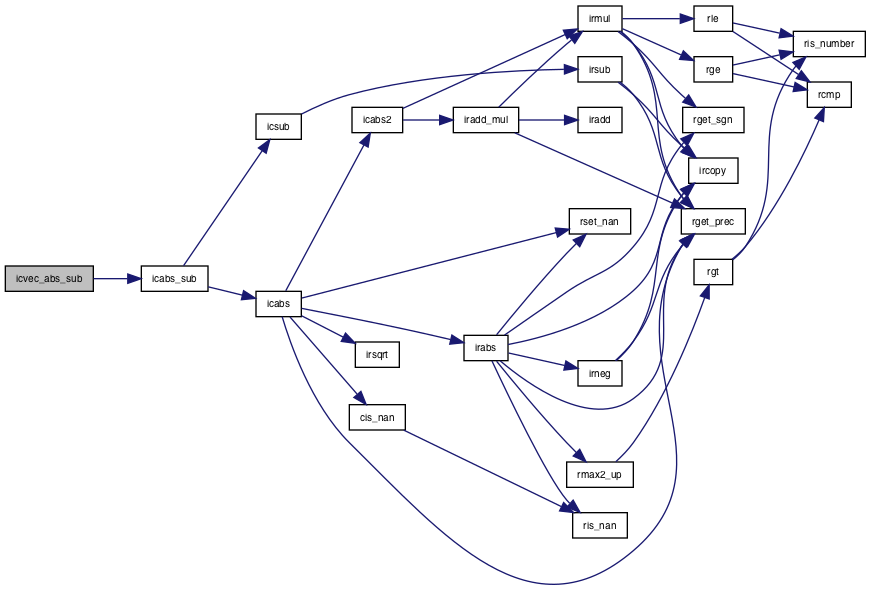 icvec_abs_sub
icabs_sub
icsub
icabs
icabs2
irsqrt
cis_nan
iradd_mul
irabs
irmul
irsub
iradd
rset_nan
irneg
rmax2_up
ris_nan
rle
rge
rget_sgn
ircopy
rget_prec
rgt
ris_number
rcmp